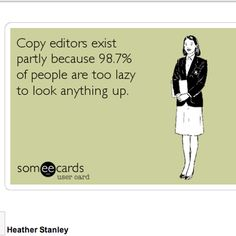 Copy editors exist
partly because 98.7%
of people are too lazy
to look anything up.
someecards
user card
Heather Stanley